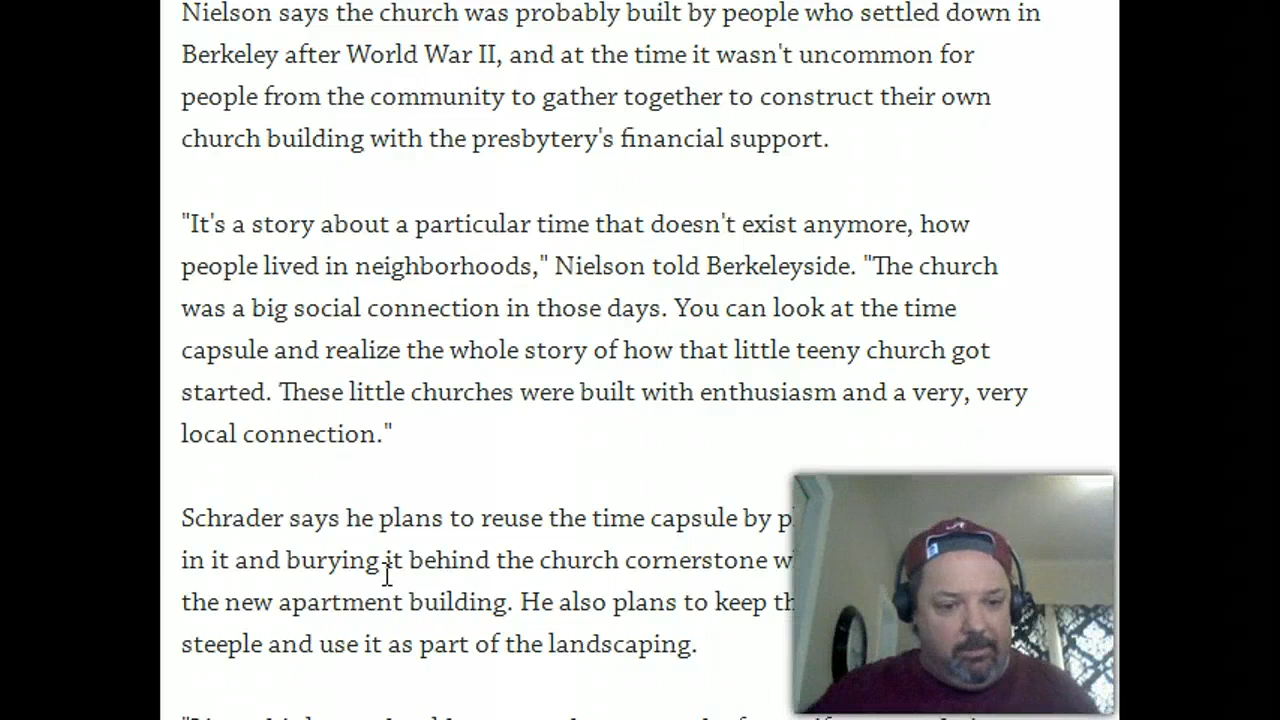 Nielson says the church was probably built by people who settled down in
Berkeley after World War II, and at the time it wasn't uncommon for
people from the community to gather together to construct their own
church building with the presbytery's financial support.
"It's a story about a particular time that doesn't exist anymore, how
people lived in neighborhoods," Nielson told Berkeleyside. "The church
was a big social connection in those days. You can look at the time
capsule and realize the whole story of how that little teeny church got
started. These little churches were built with enthusiasm and a very, very
local connection."
Schrader says he plans to reuse the time capsule by
in it and burying it behind the church cornerstone
the new apartment building. He also plans to keep
steeple and use it as part of the landscaping.